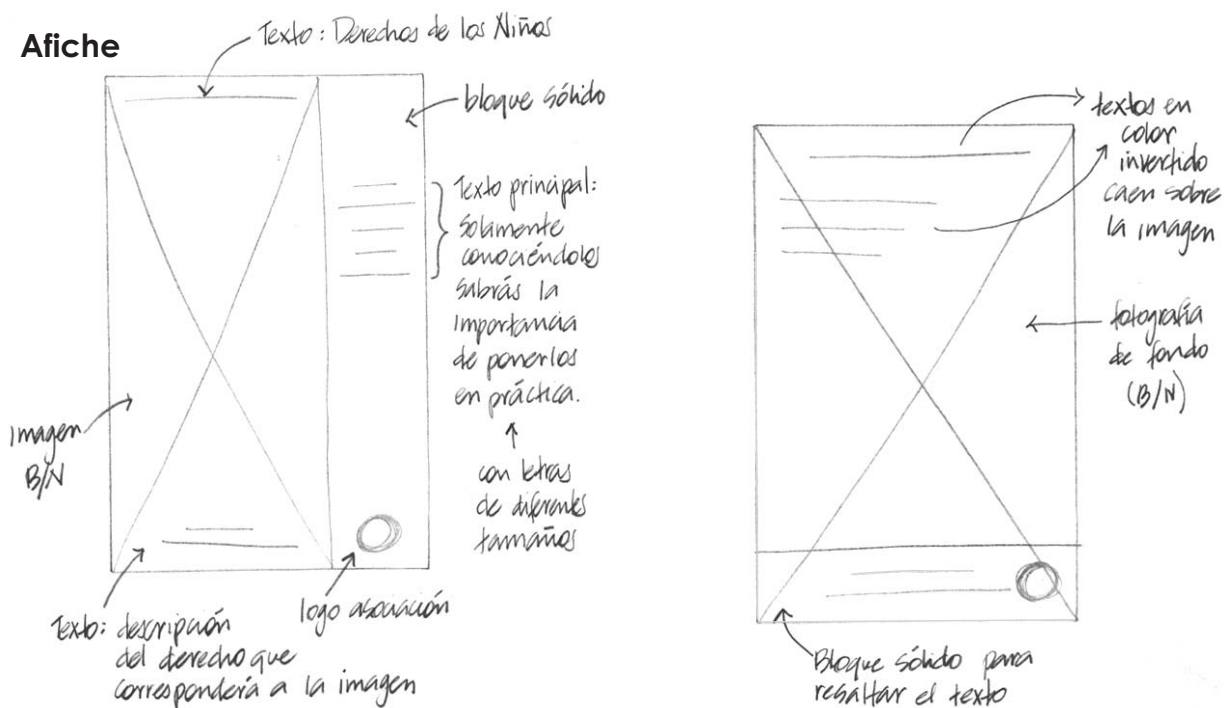 Afiche
Texto: Derechos de los Niños
bloque sólido
Texto principal:
Solamente
conociéndolos
sabrás la
importancia
de ponerlos
en práctica.
con letras
de diferentes
tamaños
Imagen
B/N
Texto: descripción
del derecho que
correspondería a la imagen
logo asociación
textos en
color
invertido
caen sobre
la imagen
fotografía
de fondo
(B/N)
Bloque sólido para
resaltar el texto